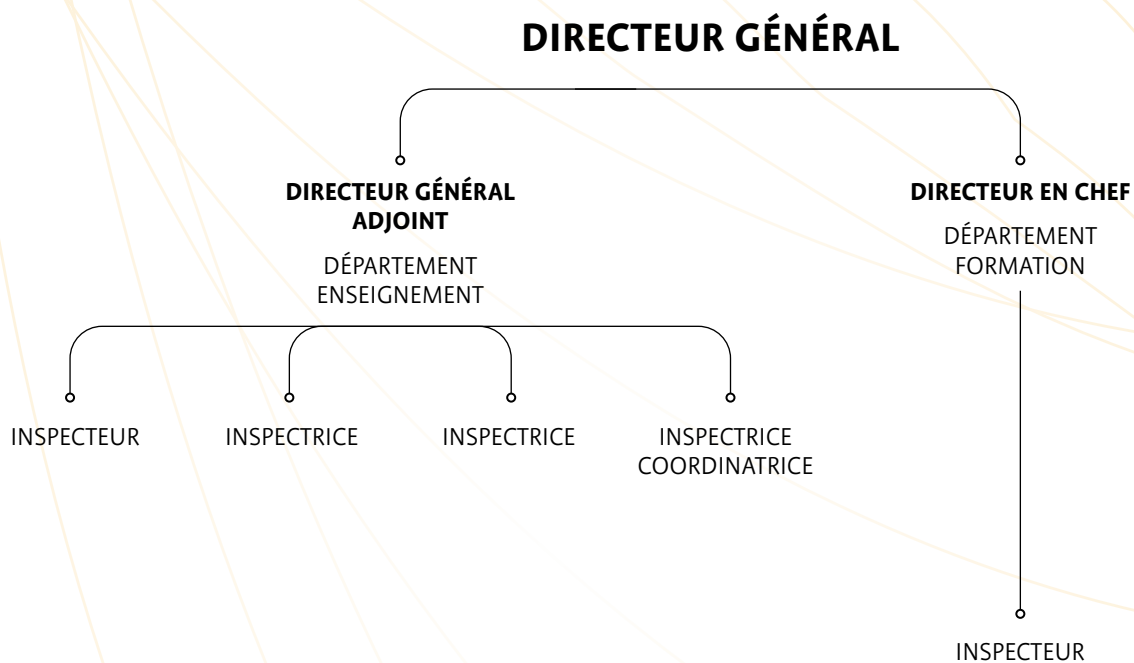 DIRECTEUR GÉNÉRAL
DIRECTEUR GÉNÉRAL
ADJOINT
DÉPARTEMENT
ENSEIGNEMENT
DIRECTEUR EN CHEF
DÉPARTEMENT
FORMATION
INSPECTEUR
INSPECTRICE
INSPECTRICE
INSPECTRICE
COORDINATRICE
INSPECTEUR